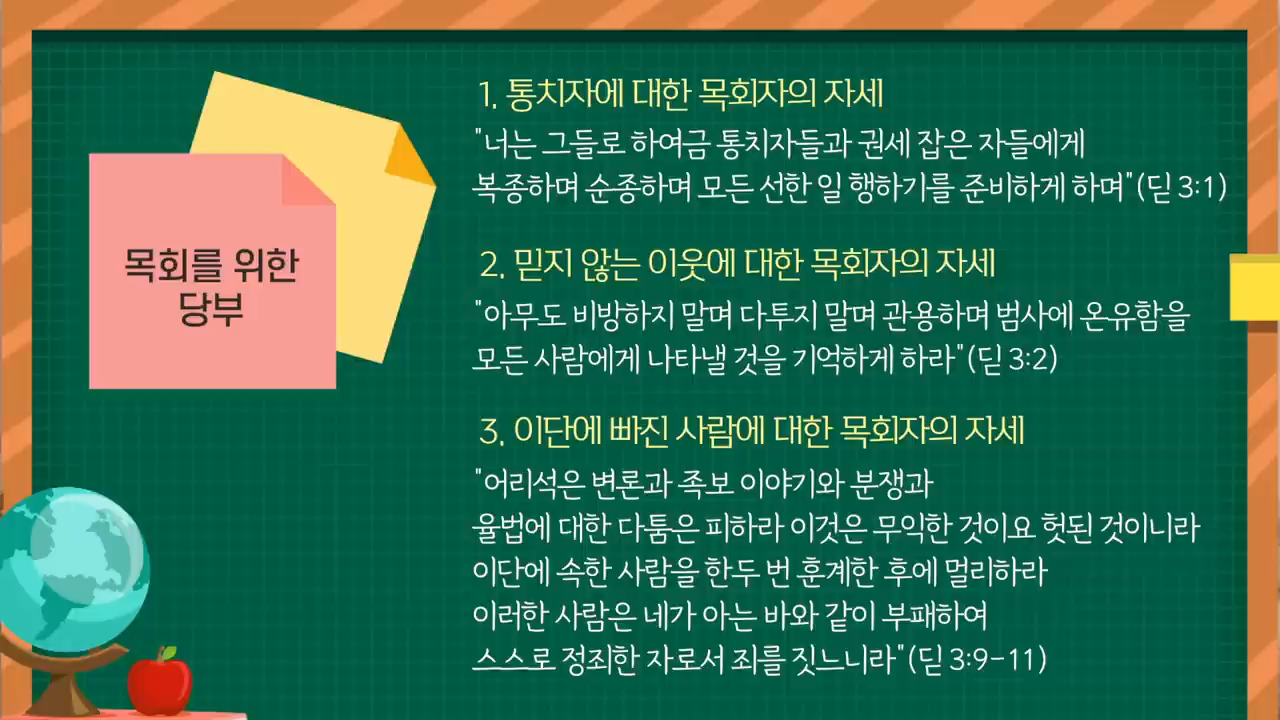 목회를 위한
당부
1. 통치자에 대한 목회자의 자세
"너는 그들로 하여금 통치자들과 권세 잡은 자들에게
복종하며 순종하며 모든 선한 일 행하기를 준비하게 하며"(딛 3:1)
2. 믿지 않는 이웃에 대한 목회자의 자세
"아무도 비방하지 말며 다투지 말며 관용하며 범사에 온유함을
모든 사람에게 나타낼 것을 기억하게 하라"(딛 3:2)
3. 이단에 빠진 사람에 대한 목회자의 자세
"어리석은 변론과 족보 이야기와 분쟁과
율법에 대한 다툼은 피하라 이것은 무익한 것이요 헛된 것이니라
이단에 속한 사람을 한두 번 훈계한 후에 멀리하라
이러한 사람은 네가 아는 바와 같이 부패하여
스스로 정죄한 자로서 죄를 짓느니라"(딛 3:9-11)